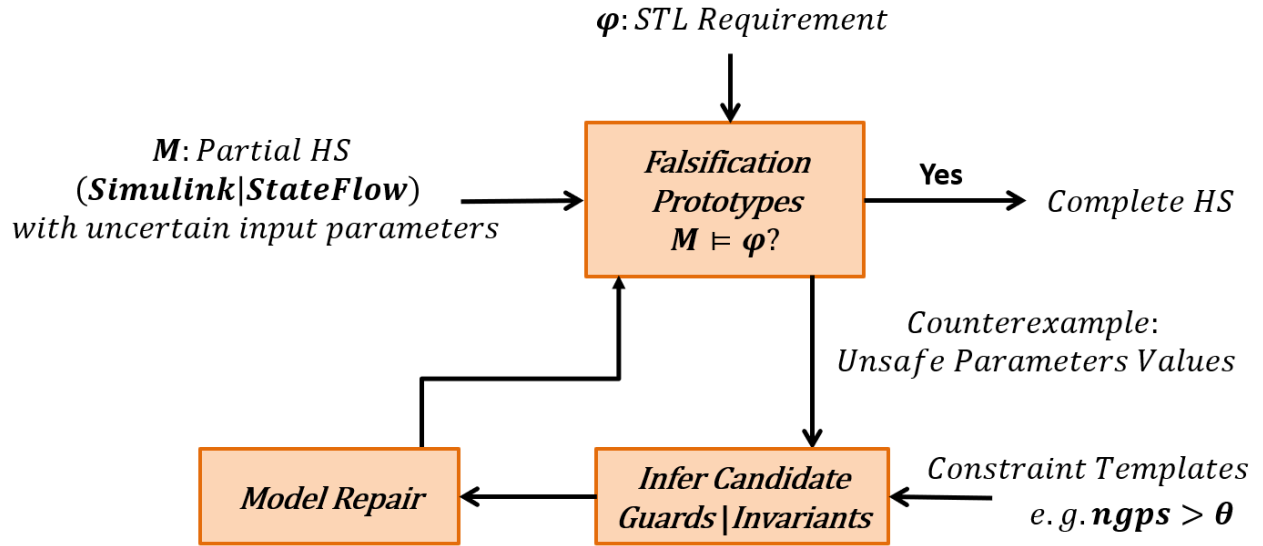 φ: STL Requirement
M: Partial HS
(Simulink|StateFlow)
with uncertain input parameters
Falsification
Prototypes
M ⊨ φ?
Yes
Complete HS
Counterexample:
Unsafe Parameters Values
Model Repair
Infer Candidate
Guards|Invariants
Constraint Templates
e.g. ngps > θ